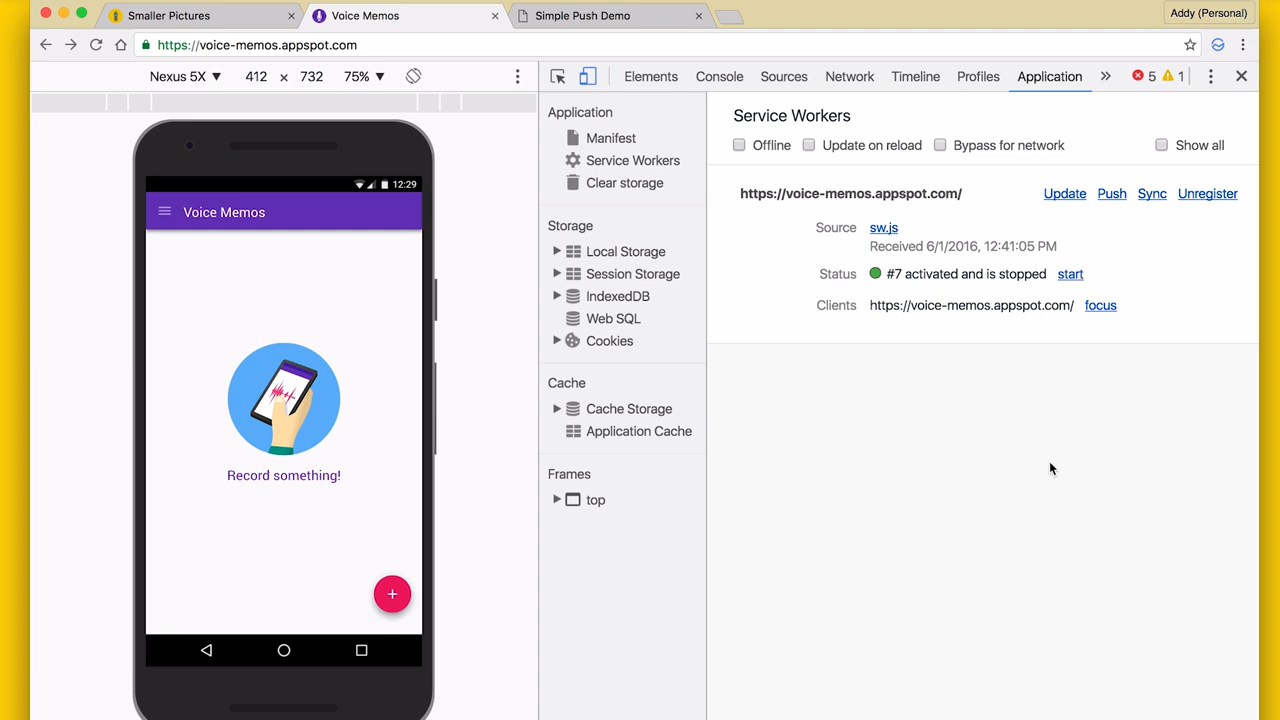 Smaller Pictures
Voice Memos
Simple Push Demo
Addy (Personal)
https://voice-memos.appspot.com
Nexus 5X ▼ 412 × 732 75% ▼
Elements Console Sources Network Timeline Profiles Application » 5 1
12:29
Voice Memos
Record something!
+
Application
Manifest
Service Workers
Clear storage
Storage
Local Storage
Session Storage
IndexedDB
Web SQL
Cookies
Cache
Cache Storage
Application Cache
Frames
top
Service Workers
Offline Update on reload Bypass for network Show all
https://voice-memos.appspot.com/ Update Push Sync Unregister
Source sw.js
Received 6/1/2016, 12:41:05 PM
Status #7 activated and is stopped start
Clients https://voice-memos.appspot.com/ focus